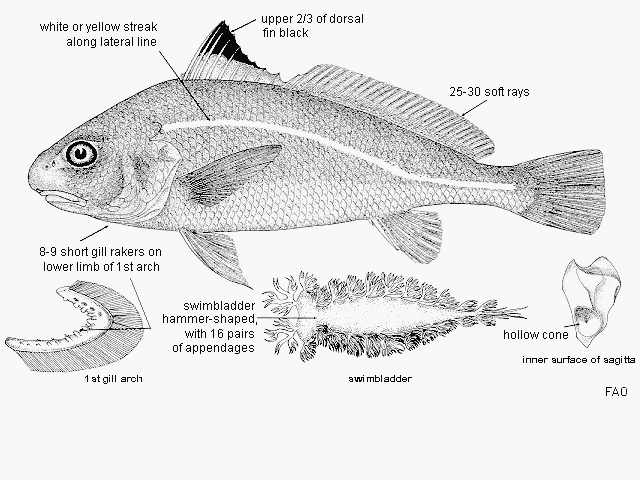 white or yellow streak
along lateral line
upper 2/3 of dorsal
fin black
25-30 soft rays
8-9 short gill rakers on
lower limb of 1st arch
swimbladder
hammer-shaped,
with 16 pairs
of appendages
hollow cone
inner surface of sagitta
1st gill arch
swimbladder
FAO